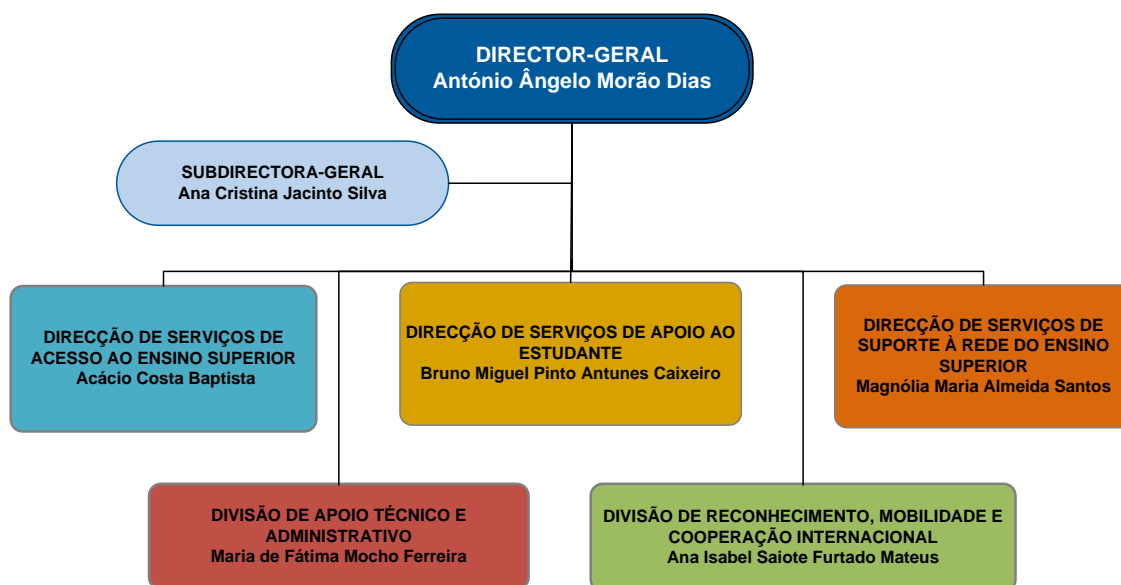 DIRECTOR-GERAL
António Ângelo Morão Dias
SUBDIRECTORA-GERAL
Ana Cristina Jacinto Silva
DIRECÇÃO DE SERVIÇOS DE
ACESSO AO ENSINO SUPERIOR
Acácio Costa Baptista
DIRECÇÃO DE SERVIÇOS DE APOIO AO
ESTUDANTE
Bruno Miguel Pinto Antunes Caixeiro
DIRECÇÃO DE SERVIÇOS DE
SUPORTE À REDE DO ENSINO
SUPERIOR
Magnólia Maria Almeida Santos
DIVISÃO DE APOIO TÉCNICO E
ADMINISTRATIVO
Maria de Fátima Mocho Ferreira
DIVISÃO DE RECONHECIMENTO, MOBILIDADE E
COOPERAÇÃO INTERNACIONAL
Ana Isabel Saiote Furtado Mateus